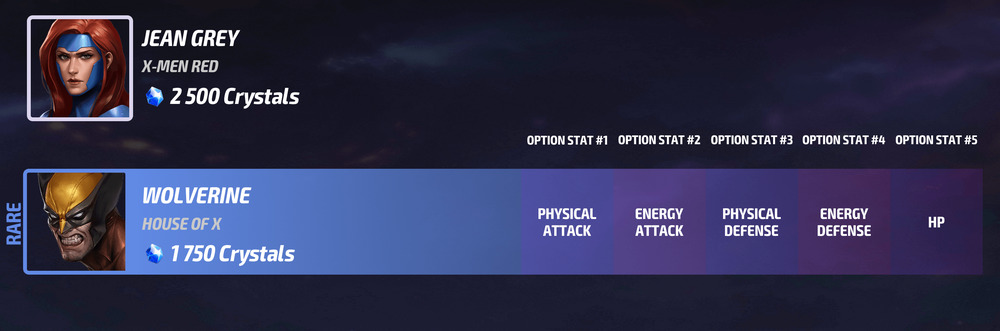 JEAN GREY
X-MEN RED
2 500 Crystals
OPTION STAT #1 OPTION STAT #2 OPTION STAT #3 OPTION STAT #4 OPTION STAT #5
RARE
WOLVERINE
HOUSE OF X
1 750 Crystals
PHYSICAL ATTACK
ENERGY ATTACK
PHYSICAL DEFENSE
ENERGY DEFENSE
HP